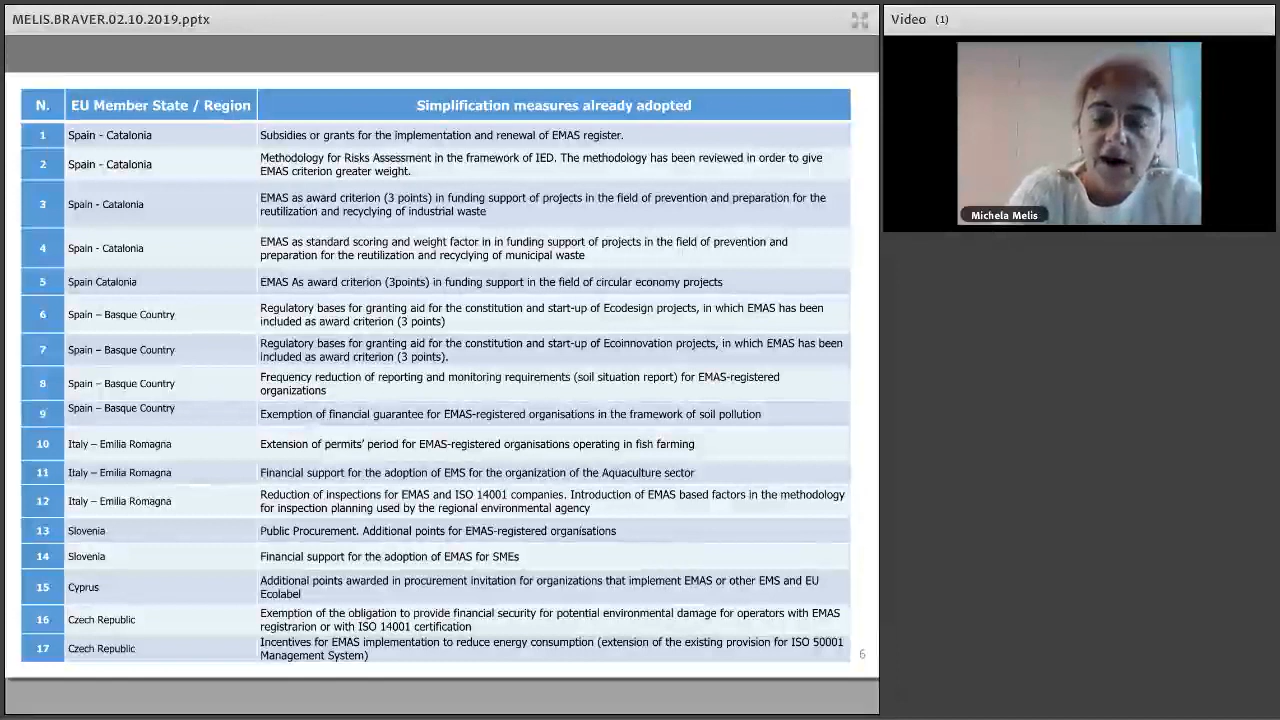 MELIS.BRAVER.02.10.2019.pptx
Video (1)
N. EU Member State / Region Simplification measures already adopted
1 Spain - Catalonia Subsidies or grants for the implementation and renewal of EMAS register.
2 Spain - Catalonia Methodology for Risks Assessment in the framework of IED. The methodology has been reviewed in order to give
EMAS criterion greater weight.
3 Spain - Catalonia EMAS as award criterion (3 points) in funding support of projects in the field of prevention and preparation for the
reutilization and recyclying of industrial waste
4 Spain - Catalonia EMAS as standard scoring and weight factor in in funding support of projects in the field of prevention and
preparation for the reutilization and recyclying of municipal waste
5 Spain Catalonia EMAS As award criterion (3points) in funding support in the field of circular economy projects
6 Spain – Basque Country Regulatory bases for granting aid for the constitution and start-up of Ecodesign projects, in which EMAS has been
included as award criterion (3 points)
7 Spain – Basque Country Regulatory bases for granting aid for the constitution and start-up of Ecoinnovation projects, in which EMAS has been
included as award criterion (3 points).
8 Spain – Basque Country Frequency reduction of reporting and monitoring requirements (soil situation report) for EMAS-registered
organizations
9 Spain – Basque Country Exemption of financial guarantee for EMAS-registered organisations in the framework of soil pollution
10 Italy – Emilia Romagna Extension of permits' period for EMAS-registered organisations operating in fish farming
11 Italy – Emilia Romagna Financial support for the adoption of EMS for the organization of the Aquaculture sector
12 Italy – Emilia Romagna Reduction of inspections for EMAS and ISO 14001 companies. Introduction of EMAS based factors in the methodology
for inspection planning used by the regional environmental agency
13 Slovenia Public Procurement. Additional points for EMAS-registered organisations
14 Slovenia Financial support for the adoption of EMAS for SMEs
15 Cyprus Additional points awarded in procurement invitation for organizations that implement EMAS or other EMS and EU
Ecolabel
16 Czech Republic Exemption of the obligation to provide financial security for potential environmental damage for operators with EMAS
registrarion or with ISO 14001 certification
17 Czech Republic Incentives for EMAS implementation to reduce energy consumption (extension of the existing provision for ISO 50001
Management System)
6
Michela Melis